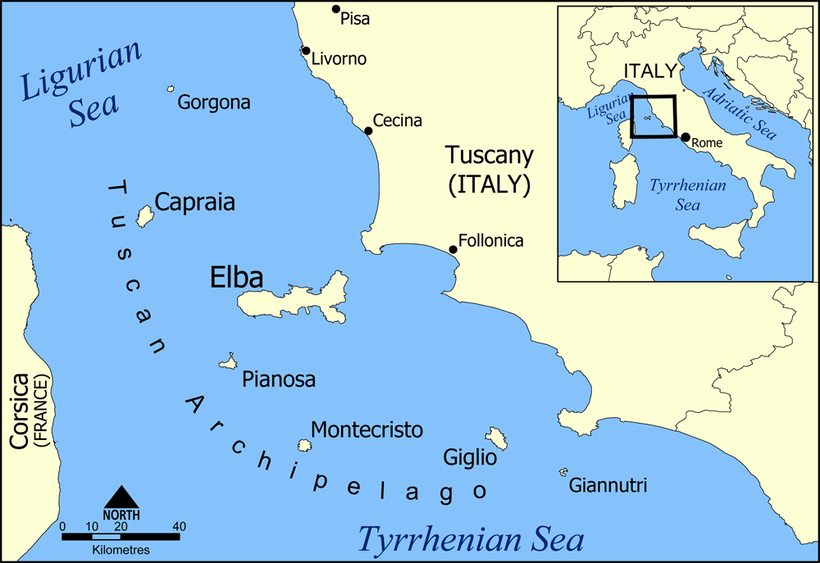 Pisa
Livorno
Ligurian
Sea
Gorgona
Cecina
Tuscany
(ITALY)
Capraia
Follonica
Elba
Tuscan Archipelago
Pianosa
Corsica
(FRANCE)
Montecristo
Giglio
Giannutri
Tyrrhenian Sea
NORTH
0 10 20 40
Kilometres
ITALY
Ligurian
Sea
Adriatic Sea
Rome
Tyrrhenian
Sea